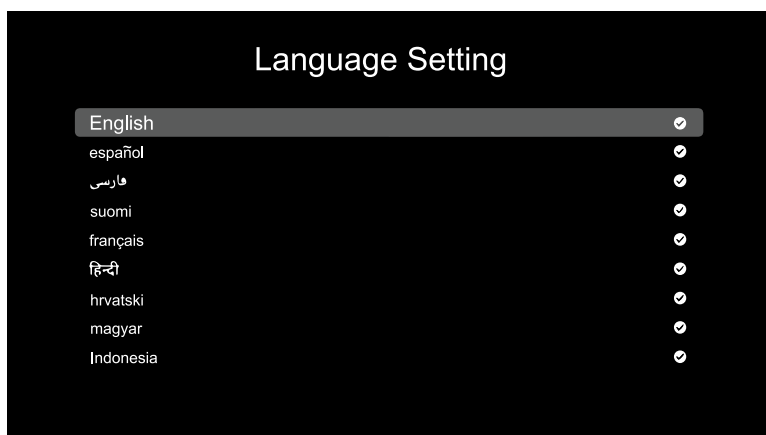 Language Setting
English
español
فارسی
suomi
français
हिन्दी
hrvatski
magyar
Indonesia